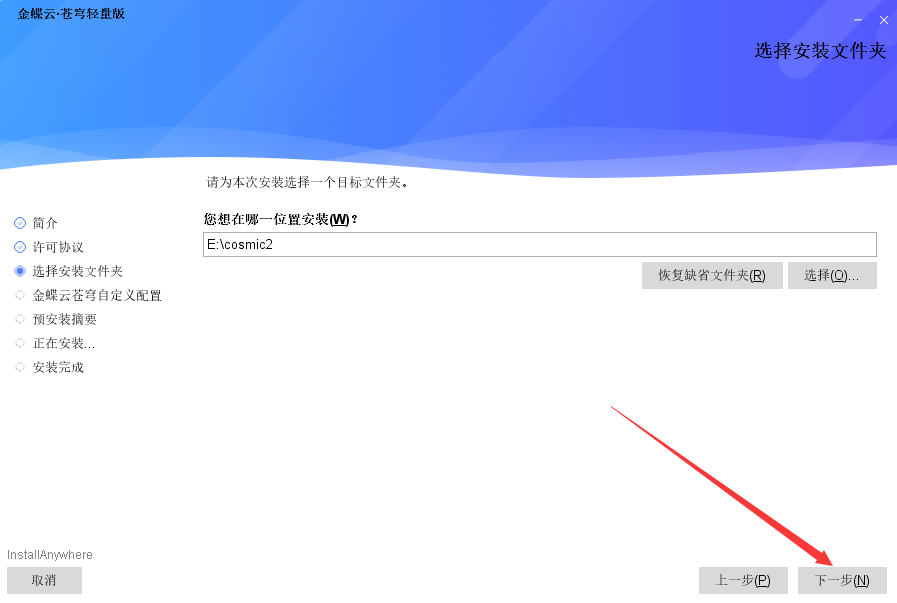 金蝶云·苍穹轻量版
选择安装文件夹
请为本次安装选择一个目标文件夹。
您想在哪一位置安装(W)?
E:\cosmic2
恢复缺省文件夹(R)
选择(O)...
简介
许可协议
选择安装文件夹
金蝶云苍穹自定义配置
预安装摘要
正在安装...
安装完成
InstallAnywhere
取消
上一步(P)
下一步(N)